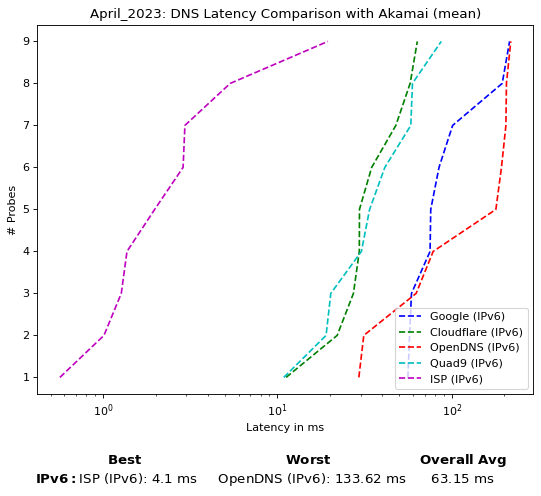 April_2023: DNS Latency Comparison with Akamai (mean)
9
8
7
6
5
4
3
2
1
# Probes
Google (IPv6)
Cloudflare (IPv6)
OpenDNS (IPv6)
Quad9 (IPv6)
ISP (IPv6)
10⁰ 10¹ 10²
Latency in ms
Best Worst Overall Avg
IPv6: ISP (IPv6): 4.1 ms OpenDNS (IPv6): 133.62 ms 63.15 ms